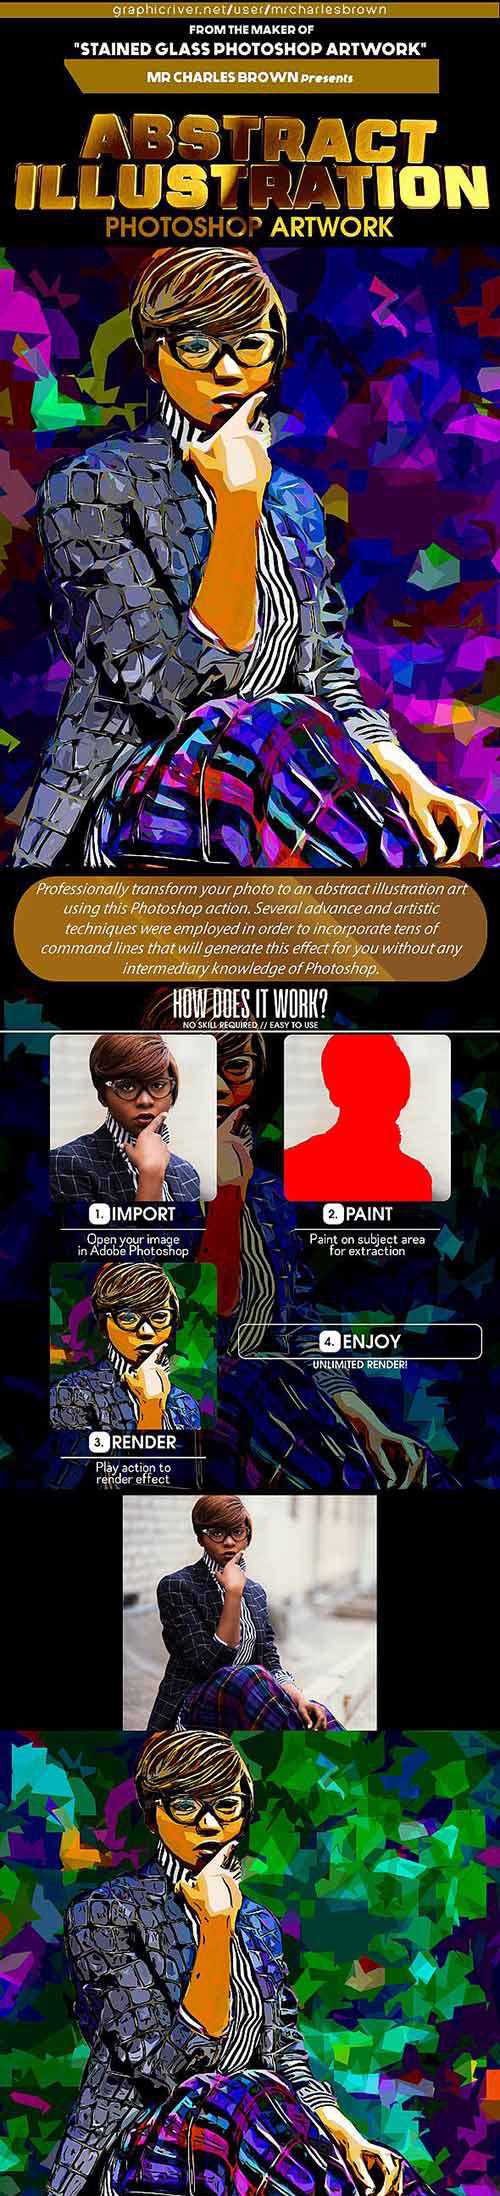 graphicriver.net/user/mrcharlesbrown
FROM THE MAKER OF
"STAINED GLASS PHOTOSHOP ARTWORK"
MR CHARLES BROWN Presents
ABSTRACT
ILLUSTRATION
PHOTOSHOP ARTWORK
Professionally transform your photo to an abstract illustration art
using this Photoshop action. Several advance and artistic
techniques were employed in order to incorporate tens of
command lines that will generate this effect for you without any
intermediary knowledge of Photoshop.
HOW DOES IT WORK?
NO SKILL REQUIRED // EASY TO USE
1. IMPORT
Open your image
in Adobe Photoshop
2. PAINT
Paint on subject area
for extraction
3. RENDER
Play action to
render effect
4. ENJOY
UNLIMITED RENDER!